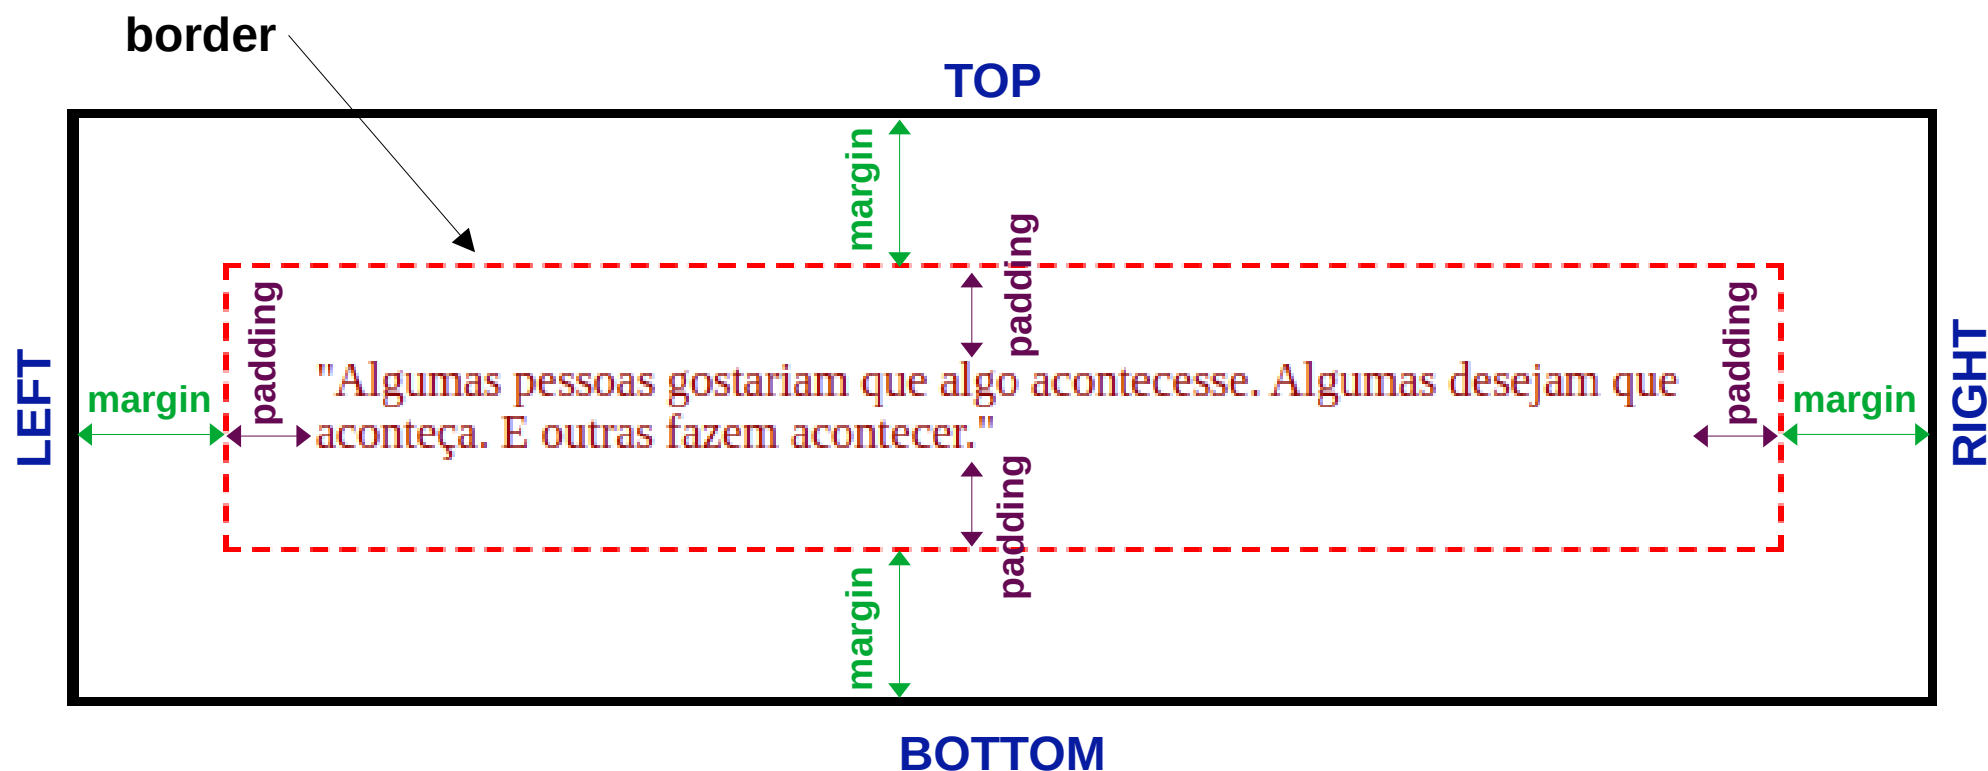 border
TOP
margin
padding
padding
padding
LEFT
margin
"Algumas pessoas gostariam que algo acontecesse. Algumas desejam que
aconteça. E outras fazem acontecer."
margin
RIGHT
padding
margin
BOTTOM